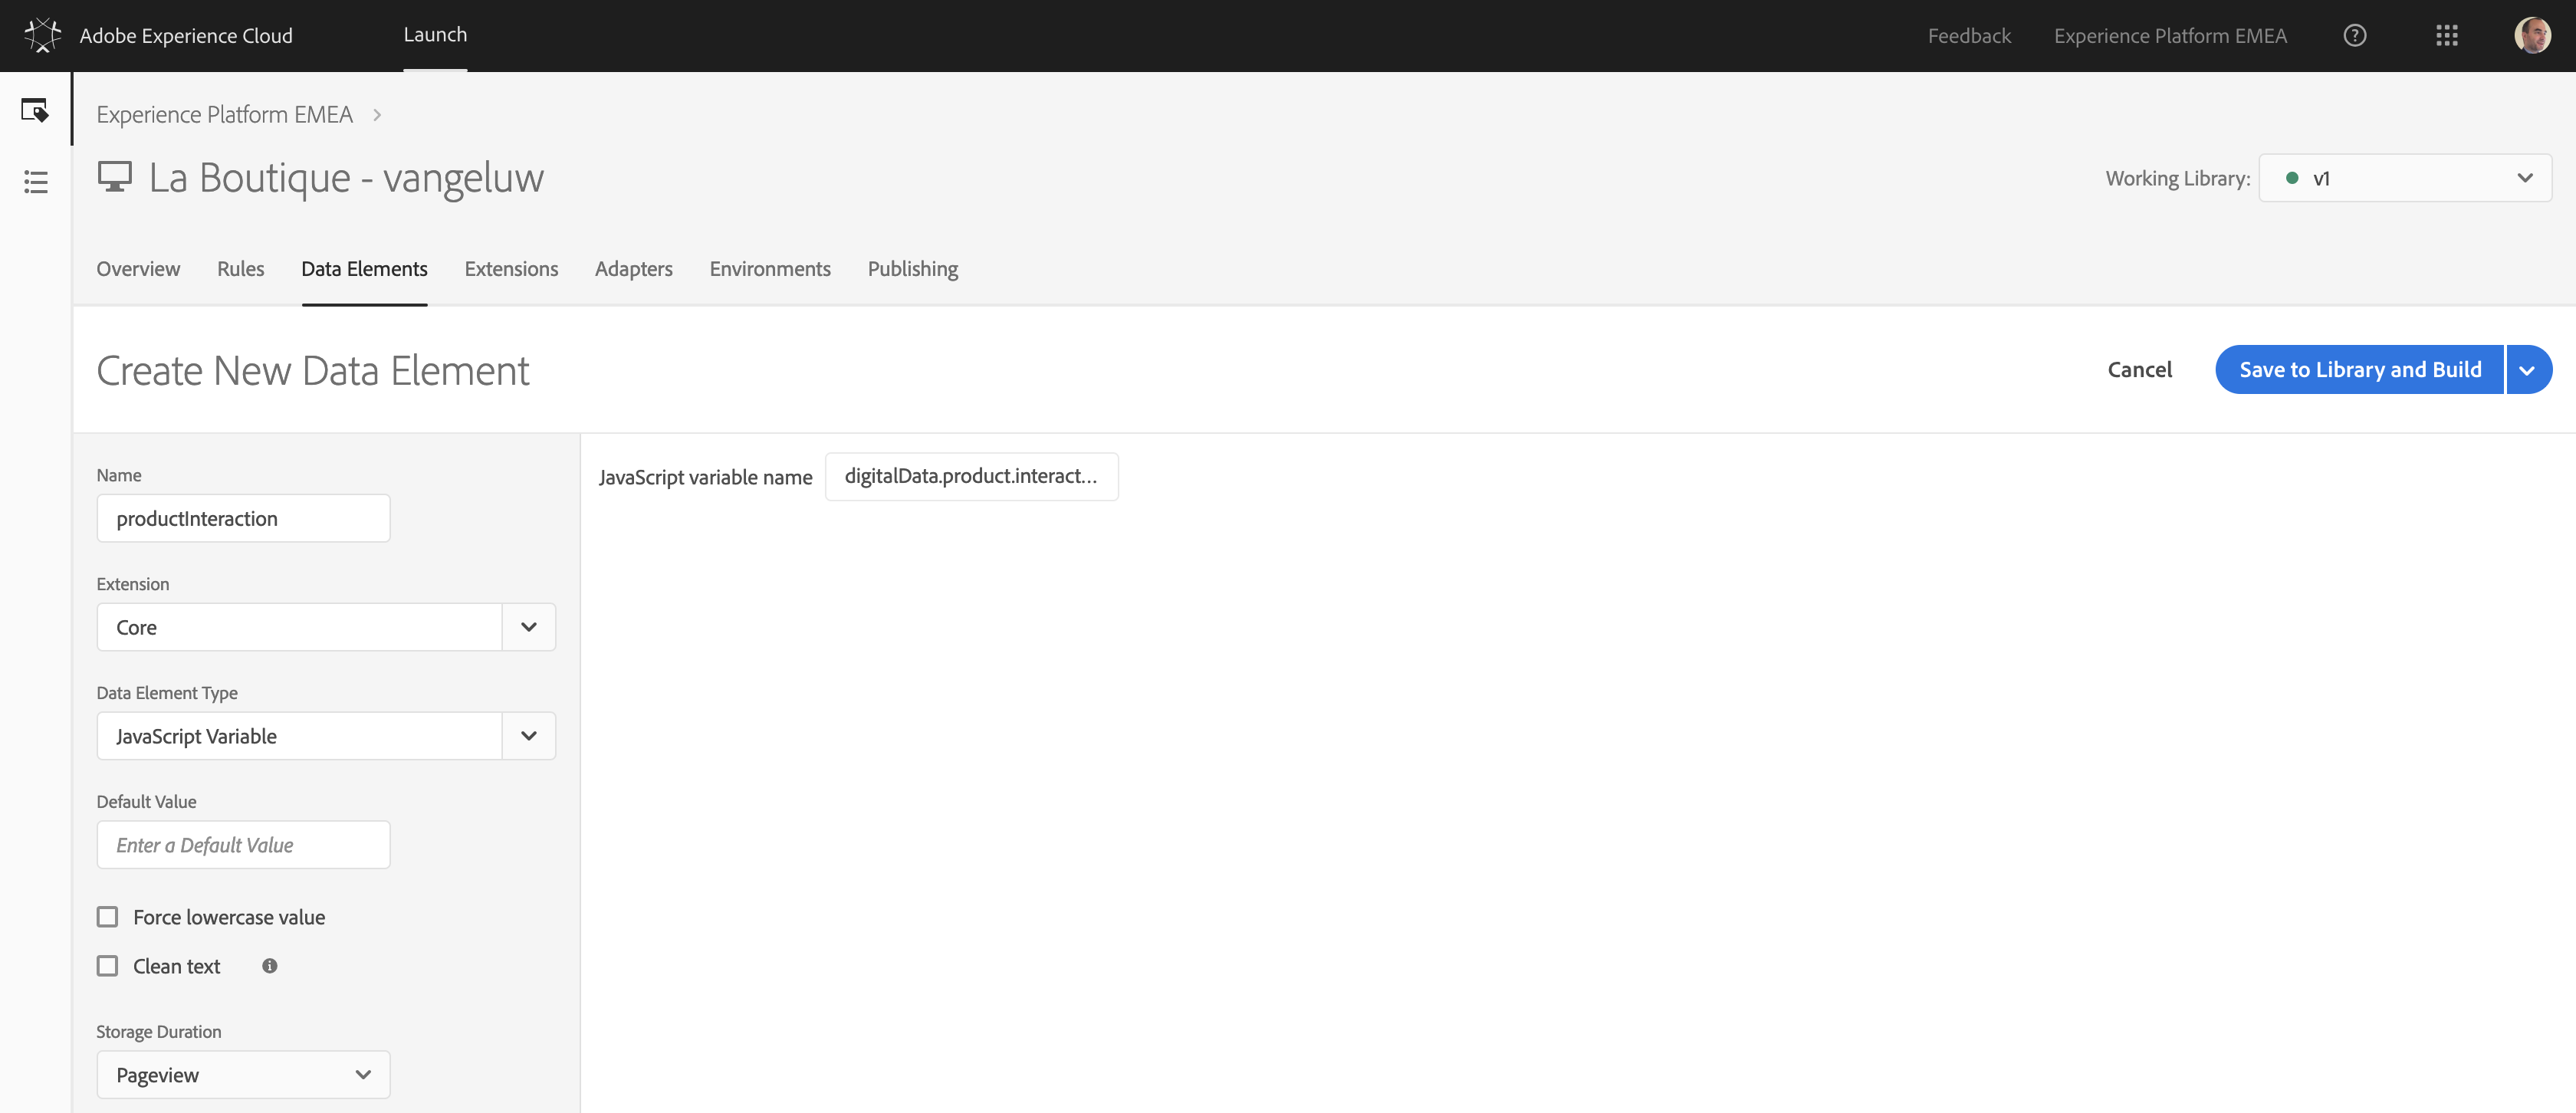 Adobe Experience Cloud
Launch
Feedback
Experience Platform EMEA
Experience Platform EMEA
La Boutique - vangeluw
Working Library:
v1
Overview
Rules
Data Elements
Extensions
Adapters
Environments
Publishing
Create New Data Element
Cancel
Save to Library and Build
Name
productInteraction
JavaScript variable name
digitalData.product.interact...
Extension
Core
Data Element Type
JavaScript Variable
Default Value
Enter a Default Value
Force lowercase value
Clean text
Storage Duration
Pageview